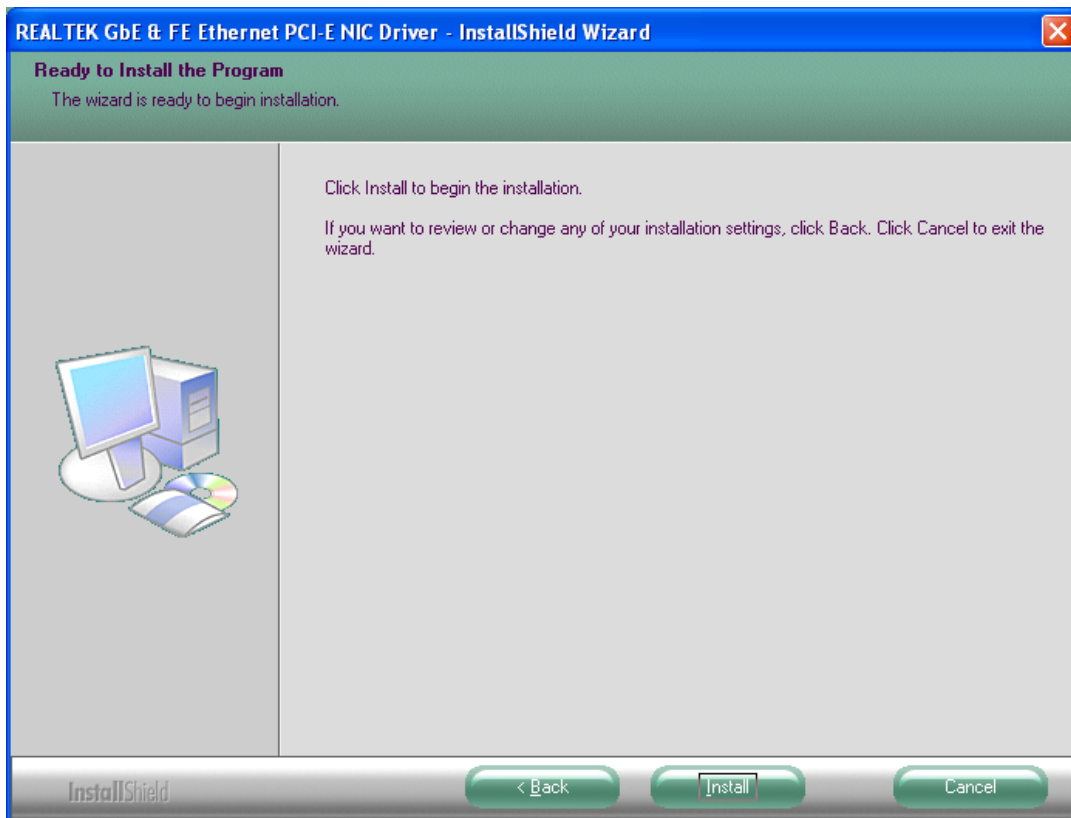 REALTEK GbE & FE Ethernet PCI-E NIC Driver - InstallShield Wizard
Ready to Install the Program
The wizard is ready to begin installation.
Click Install to begin the installation.
If you want to review or change any of your installation settings, click Back. Click Cancel to exit the
wizard.
InstallShield
< Back
Install
Cancel